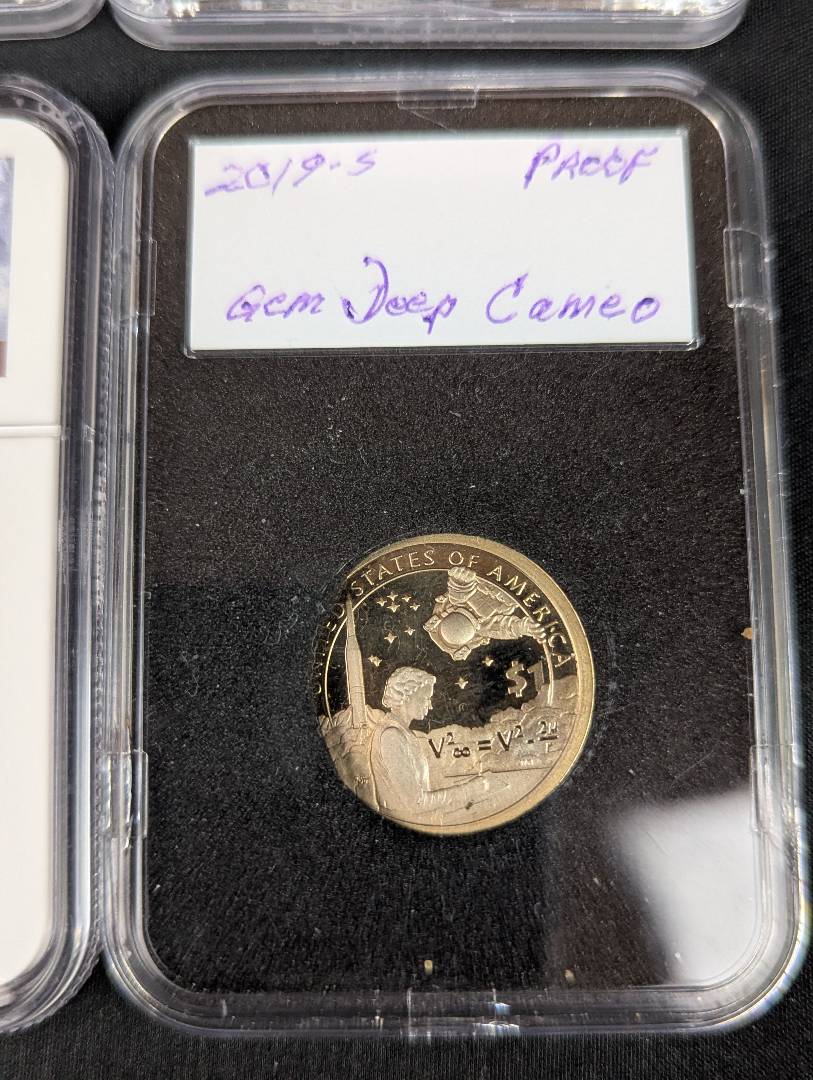 2019-S PROOF
Gem Deep Cameo
UNITED STATES OF AMERICA
$1
V²∞ = V² - 2μ/r